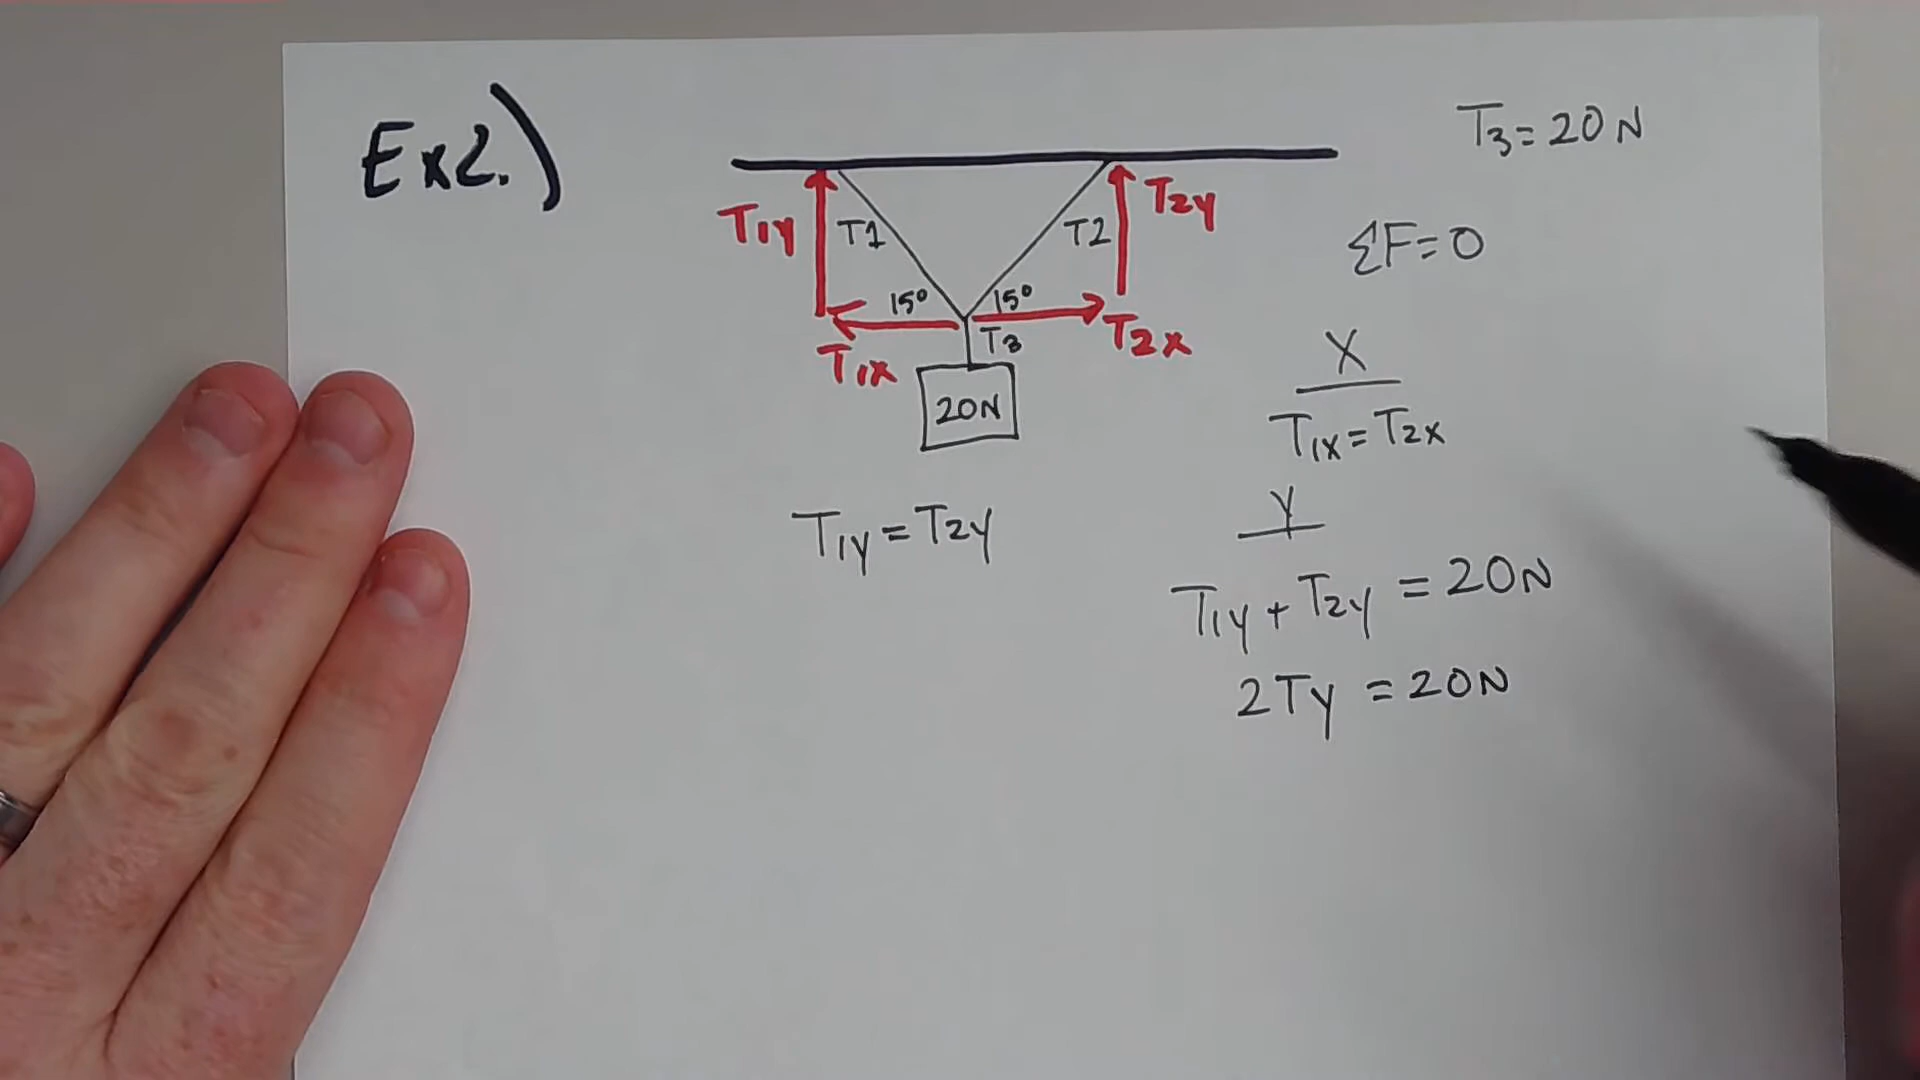 Ex2.)
T3=20N
T1y
T1
T2
T2y
ΣF=0
15°
15°
T1x
T3
T2x
20N
X
T1x=T2x
T1y=T2y
Y
T1y+T2y=20N
2Ty=20N